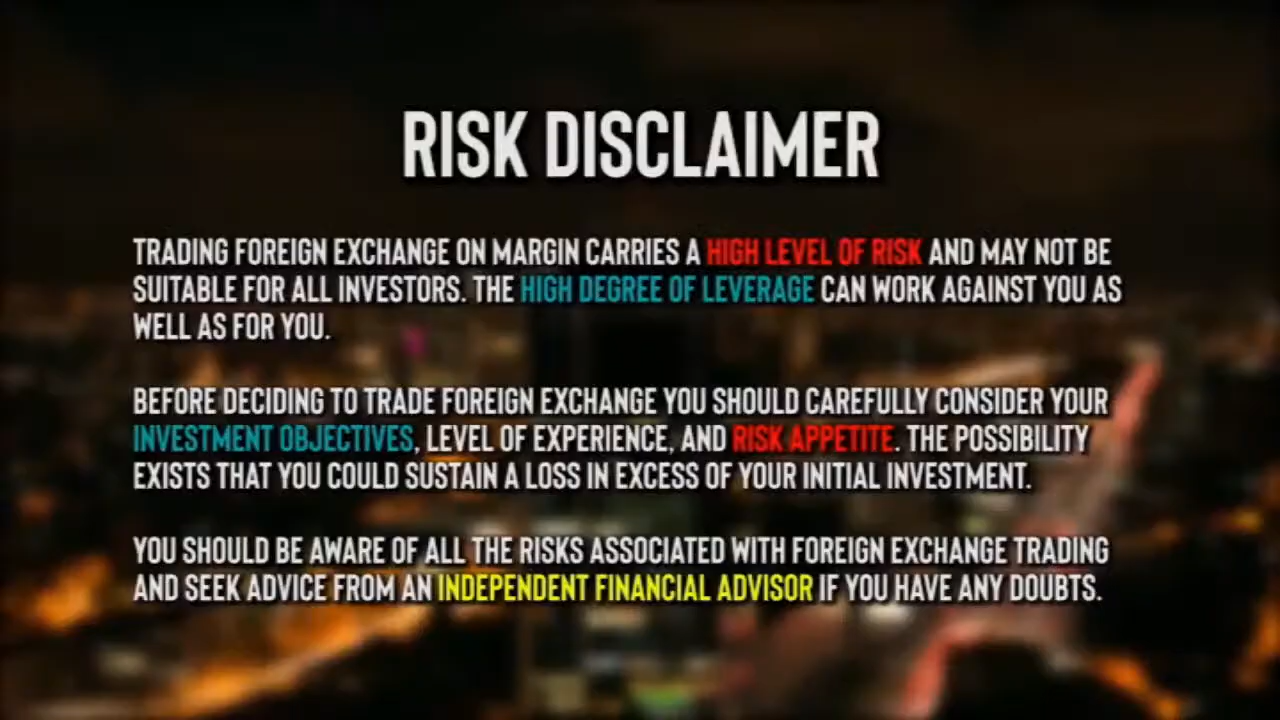 RISK DISCLAIMER
TRADING FOREIGN EXCHANGE ON MARGIN CARRIES A HIGH LEVEL OF RISK AND MAY NOT BE
SUITABLE FOR ALL INVESTORS. THE HIGH DEGREE OF LEVERAGE CAN WORK AGAINST YOU AS
WELL AS FOR YOU.
BEFORE DECIDING TO TRADE FOREIGN EXCHANGE YOU SHOULD CAREFULLY CONSIDER YOUR
INVESTMENT OBJECTIVES, LEVEL OF EXPERIENCE, AND RISK APPETITE. THE POSSIBILITY
EXISTS THAT YOU COULD SUSTAIN A LOSS IN EXCESS OF YOUR INITIAL INVESTMENT.
YOU SHOULD BE AWARE OF ALL THE RISKS ASSOCIATED WITH FOREIGN EXCHANGE TRADING
AND SEEK ADVICE FROM AN INDEPENDENT FINANCIAL ADVISOR IF YOU HAVE ANY DOUBTS.